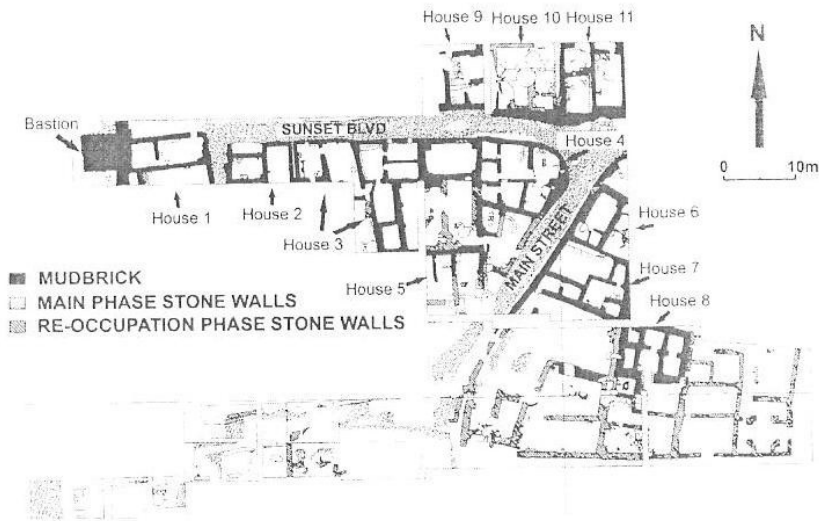 House 9
House 10
House 11
N
Bastion
SUNSET BLVD
House 4
10m
0
House 1
House 2
House 3
MAIN STREET
House 6
House 7
House 5
House 8
MUDBRICK
MAIN PHASE STONE WALLS
RE-OCCUPATION PHASE STONE WALLS